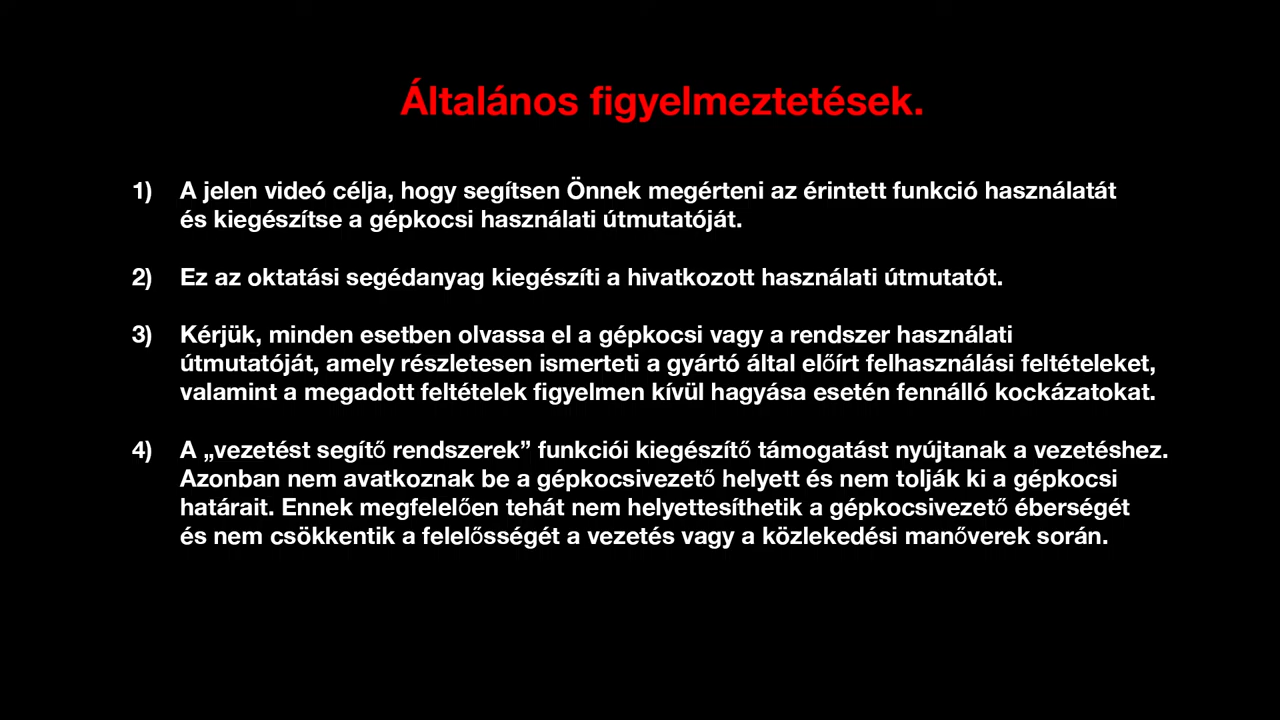 Általános figyelmeztetések.
1) A jelen videó célja, hogy segítsen Önnek megérteni az érintett funkció használatát
és kiegészítse a gépkocsi használati útmutatóját.
2) Ez az oktatási segédanyag kiegészíti a hivatkozott használati útmutatót.
3) Kérjük, minden esetben olvassa el a gépkocsi vagy a rendszer használati
útmutatóját, amely részletesen ismerteti a gyártó által előírt felhasználási feltételeket,
valamint a megadott feltételek figyelmen kívül hagyása esetén fennálló kockázatokat.
4) A „vezetést segítő rendszerek” funkciói kiegészítő támogatást nyújtanak a vezetéshez.
Azonban nem avatkoznak be a gépkocsivezető helyett és nem tolják ki a gépkocsi
határait. Ennek megfelelően tehát nem helyettesíthetik a gépkocsivezető éberségét
és nem csökkentik a felelősségét a vezetés vagy a közlekedési manőverek során.